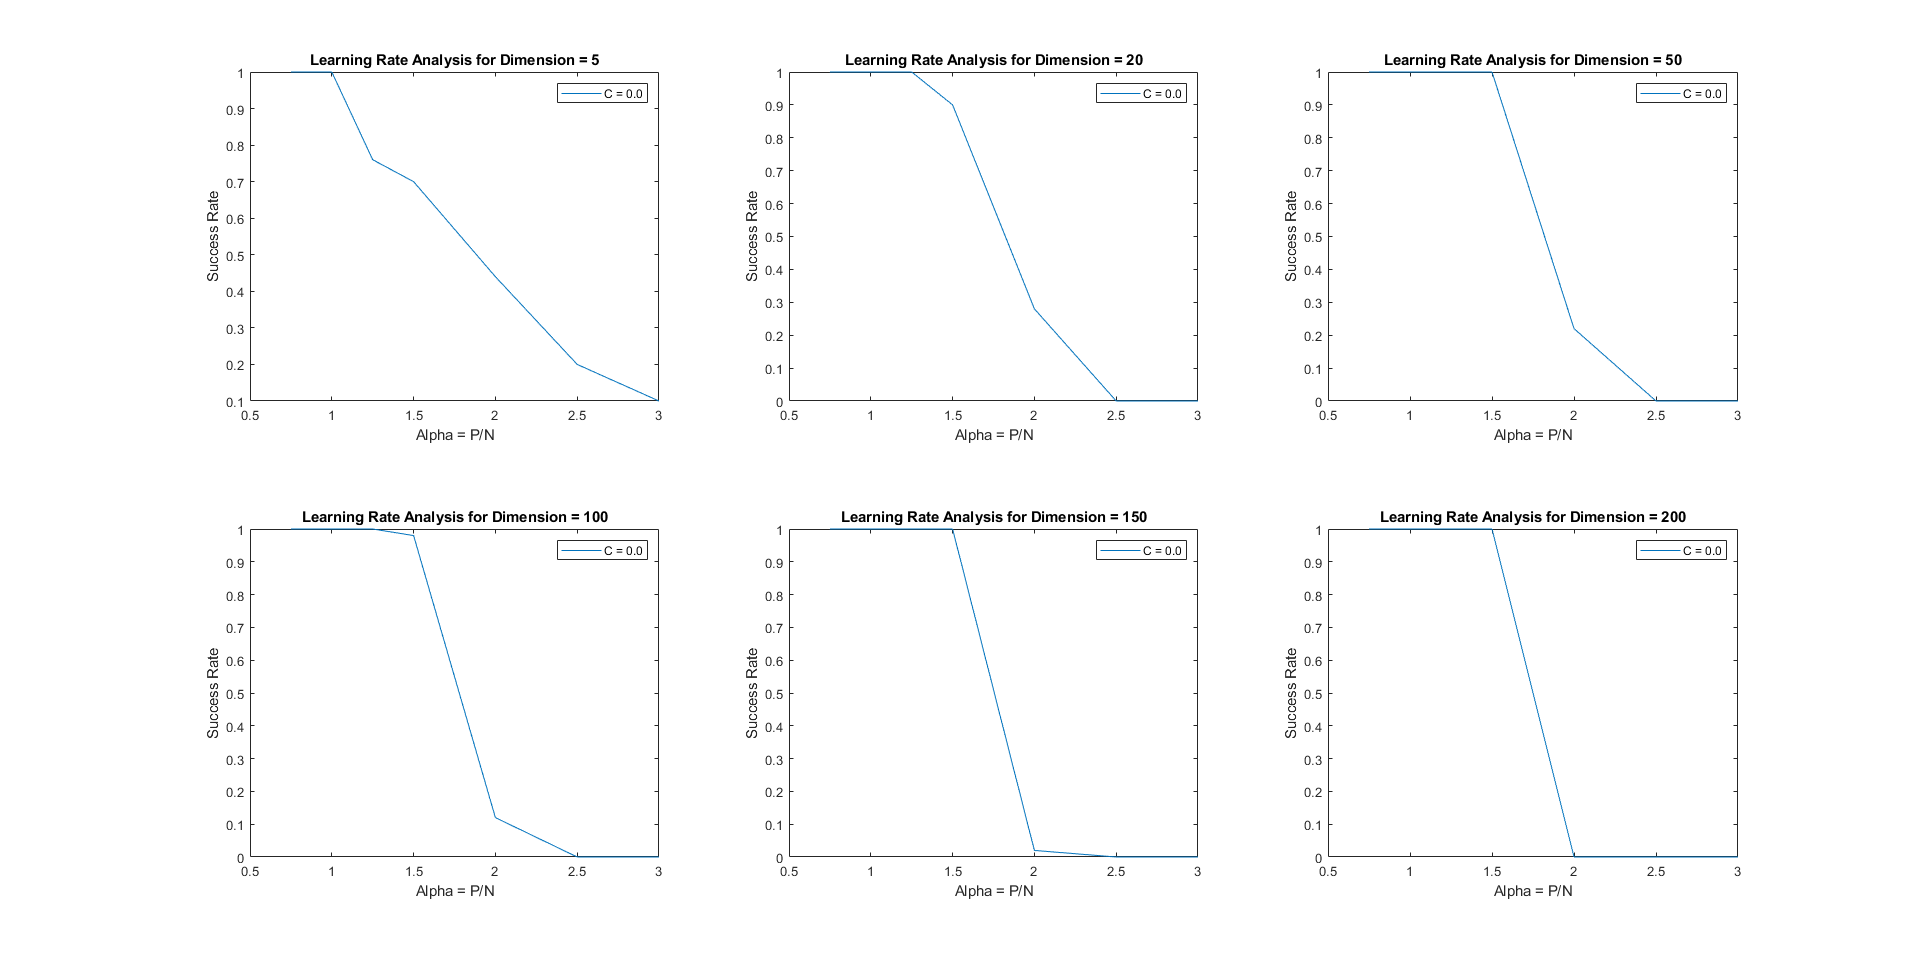 Learning Rate Analysis for Dimension = 5
C = 0.0
1
0.9
0.8
0.7
0.6
0.5
0.4
0.3
0.2
0.1
Success Rate
0.5 1 1.5 2 2.5 3
Alpha = P/N
Learning Rate Analysis for Dimension = 20
C = 0.0
1
0.9
0.8
0.7
0.6
0.5
0.4
0.3
0.2
0.1
0
Success Rate
0.5 1 1.5 2 2.5 3
Alpha = P/N
Learning Rate Analysis for Dimension = 50
C = 0.0
1
0.9
0.8
0.7
0.6
0.5
0.4
0.3
0.2
0.1
0
Success Rate
0.5 1 1.5 2 2.5 3
Alpha = P/N
Learning Rate Analysis for Dimension = 100
C = 0.0
1
0.9
0.8
0.7
0.6
0.5
0.4
0.3
0.2
0.1
0
Success Rate
0.5 1 1.5 2 2.5 3
Alpha = P/N
Learning Rate Analysis for Dimension = 150
C = 0.0
1
0.9
0.8
0.7
0.6
0.5
0.4
0.3
0.2
0.1
0
Success Rate
0.5 1 1.5 2 2.5 3
Alpha = P/N
Learning Rate Analysis for Dimension = 200
C = 0.0
1
0.9
0.8
0.7
0.6
0.5
0.4
0.3
0.2
0.1
0
Success Rate
0.5 1 1.5 2 2.5 3
Alpha = P/N